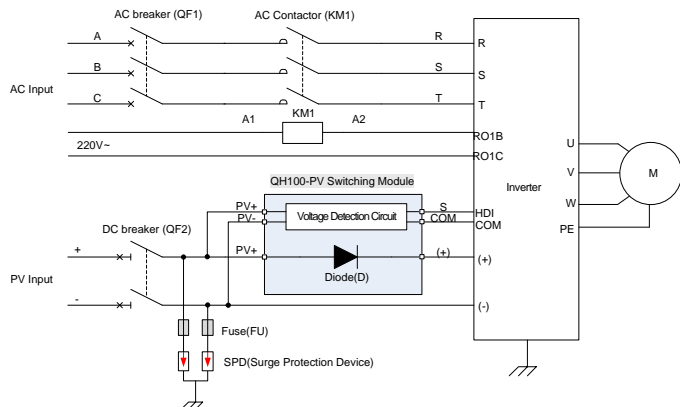 AC breaker (QF1)
AC Contactor (KM1)
A
R
R
B
S
S
AC Input
C
T
T
A1
KM1
A2
220V~
RO1B
RO1C
U
V
M
W
PE
Inverter
QH100-PV Switching Module
PV+
PV-
Voltage Detection Circuit
S
COM
HDI
COM
DC breaker (QF2)
+
PV+
(+)
(+)
Diode(D)
PV Input
-
(-)
Fuse(FU)
SPD(Surge Protection Device)